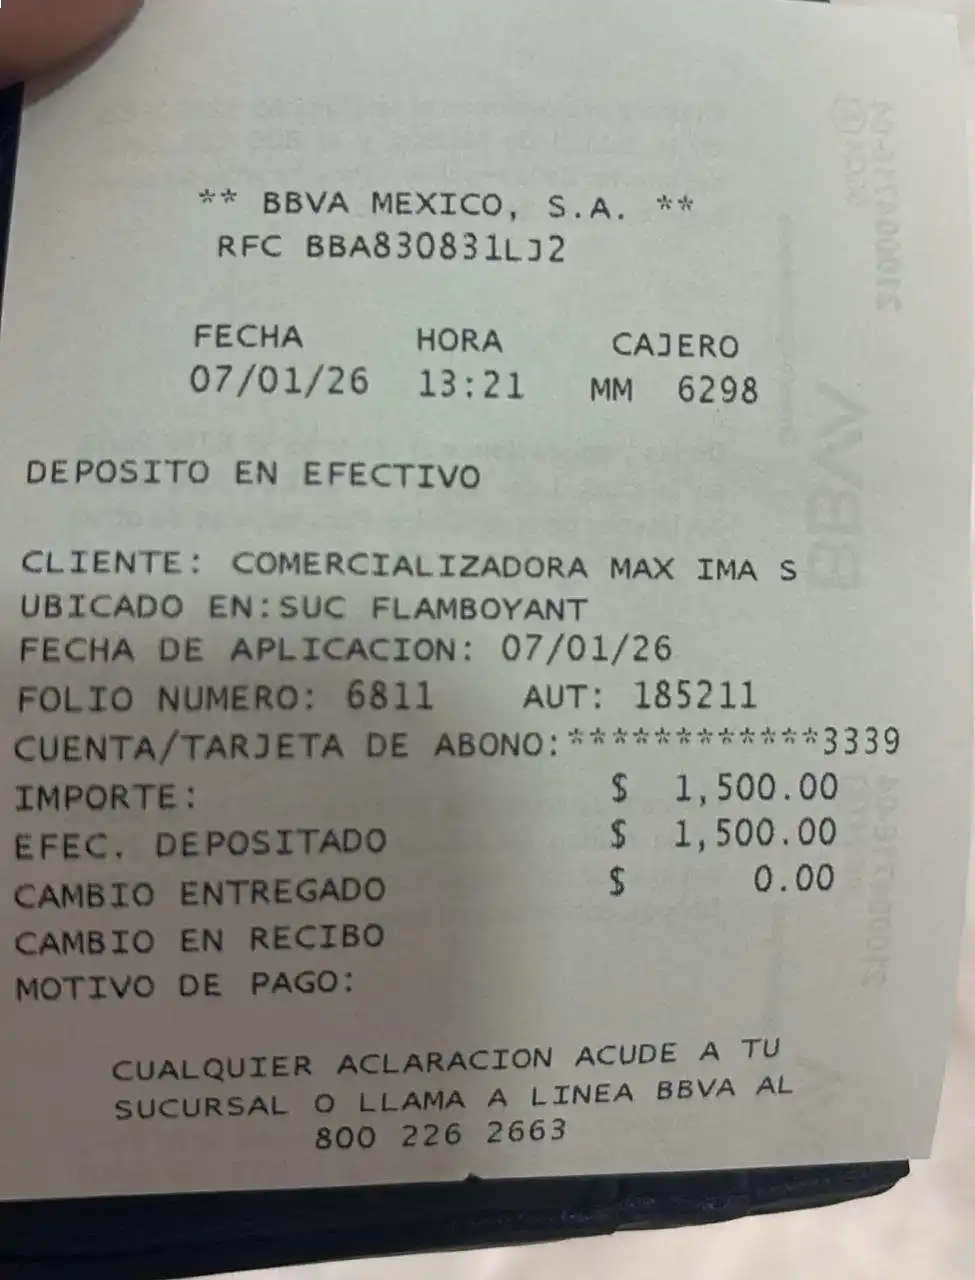 ** BBVA MEXICO, S.A. **
RFC BBA830831LJ2
FECHA HORA CAJERO
07/01/26 13:21 MM 6298
DEPOSITO EN EFECTIVO
CLIENTE: COMERCIALIZADORA MAX IMA S
UBICADO EN:SUC FLAMBOYANT
FECHA DE APLICACION: 07/01/26
FOLIO NUMERO: 6811 AUT: 185211
CUENTA/TARJETA DE ABONO:************3339
IMPORTE: $ 1,500.00
EFEC. DEPOSITADO $ 1,500.00
CAMBIO ENTREGADO $ 0.00
CAMBIO EN RECIBO
MOTIVO DE PAGO:
CUALQUIER ACLARACION ACUDE A TU
SUCURSAL O LLAMA A LINEA BBVA AL
800 226 2663
BBVA